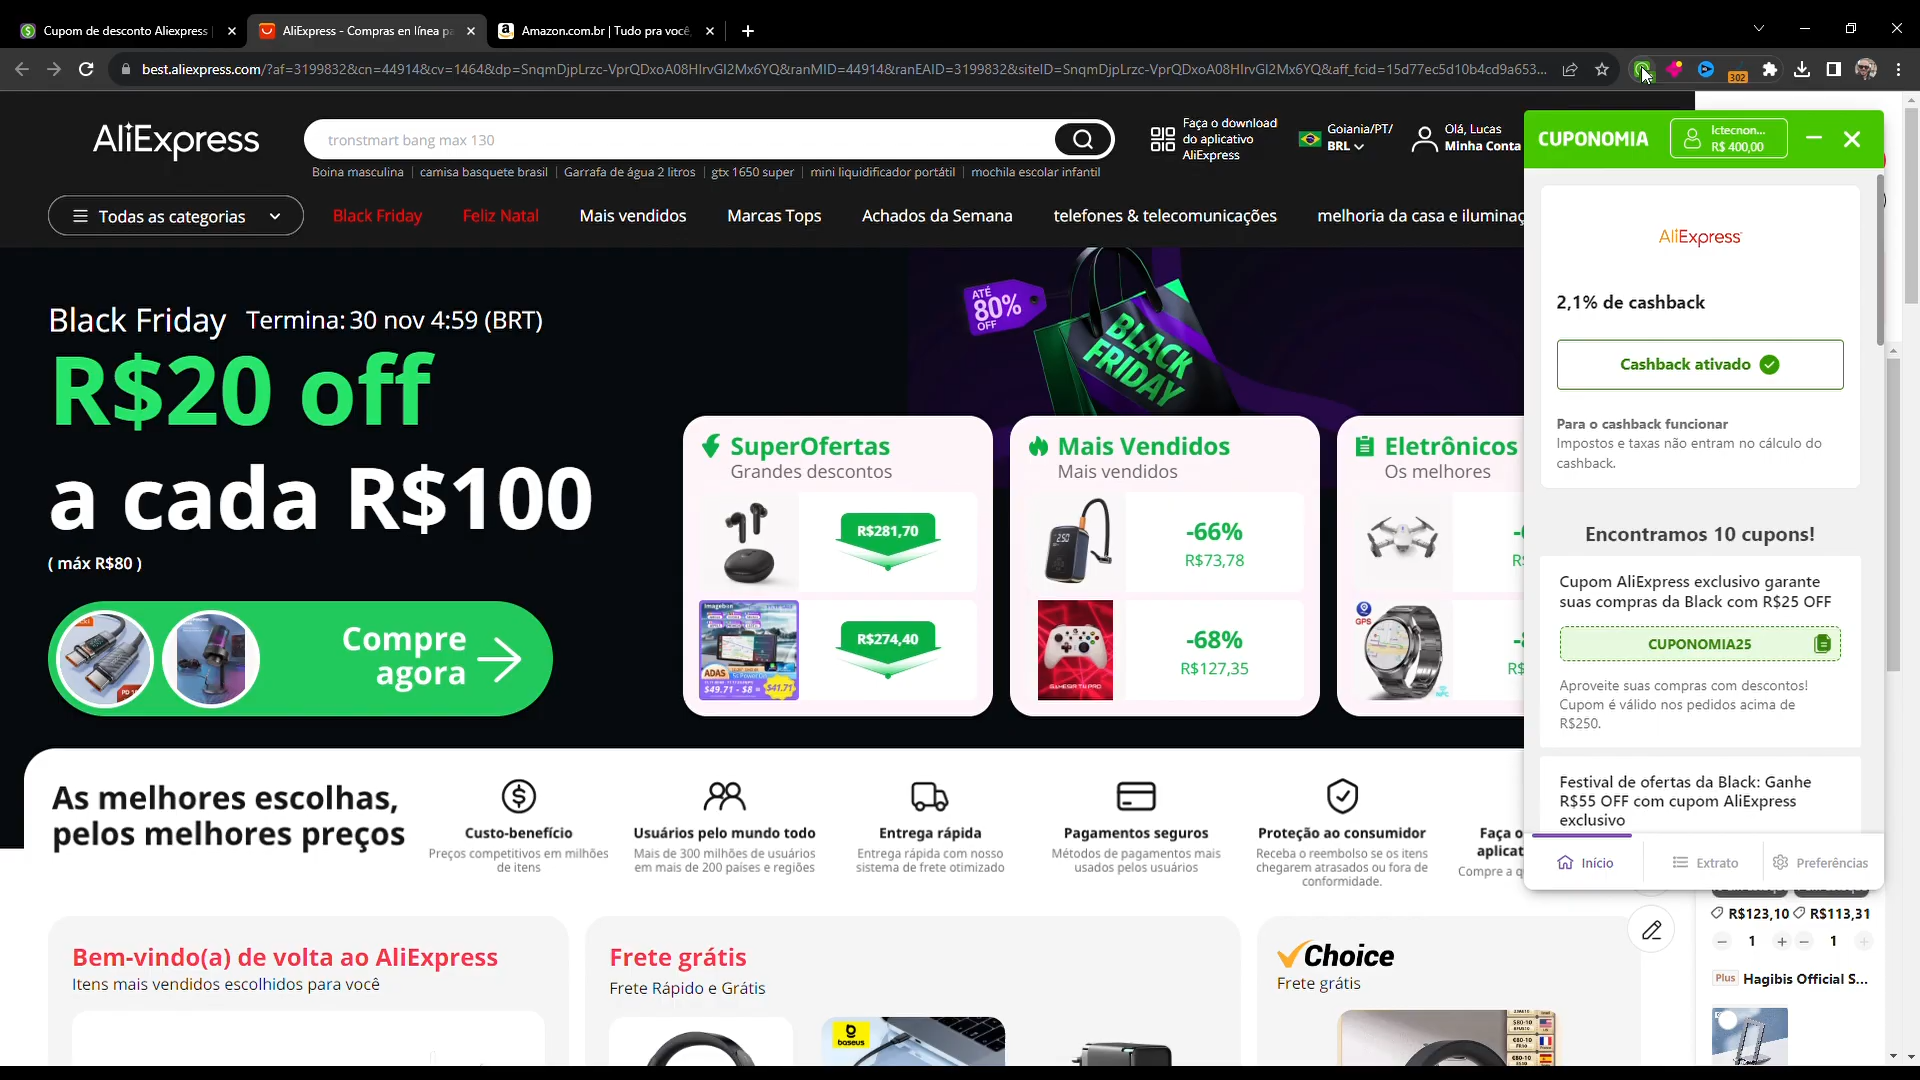 Cupom de desconto Aliexpress
AliExpress - Compras en línea pa
Amazon.com.br | Tudo pra você,
best.aliexpress.com/?af=3199832&cn=44914&cv=1464&dp=SnqmDjpLrzc-VprQDxoA08HIrvGI2Mx6YQ&ranMID=44914&ranEAID=3199832&siteID=SnqmDjpLrzc-VprQDxoA08HIrvGI2Mx6YQ&aff_fcid=15d77ec5d10b4cd9a653...
302
AliExpress
tronstmart bang max 130
Faça o download
do aplicativo
AliExpress
Goiania/PT/
BRL
Olá, Lucas
Minha Conta
Boina masculina
camisa basquete brasil
Garrafa de água 2 litros
gtx 1650 super
mini liquidificador portátil
mochila escolar infantil
Todas as categorias
Black Friday
Feliz Natal
Mais vendidos
Marcas Tops
Achados da Semana
telefones & telecomunicações
melhoria da casa e iluminaç
Black Friday
Termina: 30 nov 4:59 (BRT)
R$20 off
a cada R$100
( máx R$80 )
Compre
agora
ATÉ
80%
OFF
BLACK
FRIDAY
SuperOfertas
Grandes descontos
R$281,70
ADAS
$49.71 - $8 =
$41.71
R$274,40
Mais Vendidos
Mais vendidos
-66%
R$73,78
-68%
R$127,35
Eletrônicos
Os melhores
GPS
As melhores escolhas,
pelos melhores preços
Custo-benefício
Preços competitivos em milhões
de itens
Usuários pelo mundo todo
Mais de 300 milhões de usuários
em mais de 200 países e regiões
Entrega rápida
Entrega rápida com nosso
sistema de frete otimizado
Pagamentos seguros
Métodos de pagamentos mais
usados pelos usuários
Proteção ao consumidor
Receba o reembolso se os itens
chegarem atrasados ou fora de
conformidade.
Faça o
aplicat
Compre a q
Bem-vindo(a) de volta ao AliExpress
Itens mais vendidos escolhidos para você
Frete grátis
Frete Rápido e Grátis
baseus
Choice
Frete grátis
CUPONOMIA
lctecnon...
R$ 400,00
AliExpress
2,1% de cashback
Cashback ativado
Para o cashback funcionar
Impostos e taxas não entram no cálculo do
cashback.
Encontramos 10 cupons!
Cupom AliExpress exclusivo garante
suas compras da Black com R$25 OFF
CUPONOMIA25
Aproveite suas compras com descontos!
Cupom é válido nos pedidos acima de
R$250.
Festival de ofertas da Black: Ganhe
R$55 OFF com cupom AliExpress
exclusivo
Início
Extrato
Preferências
R$123,10
R$113,31
1
1
Plus
Hagibis Official S...